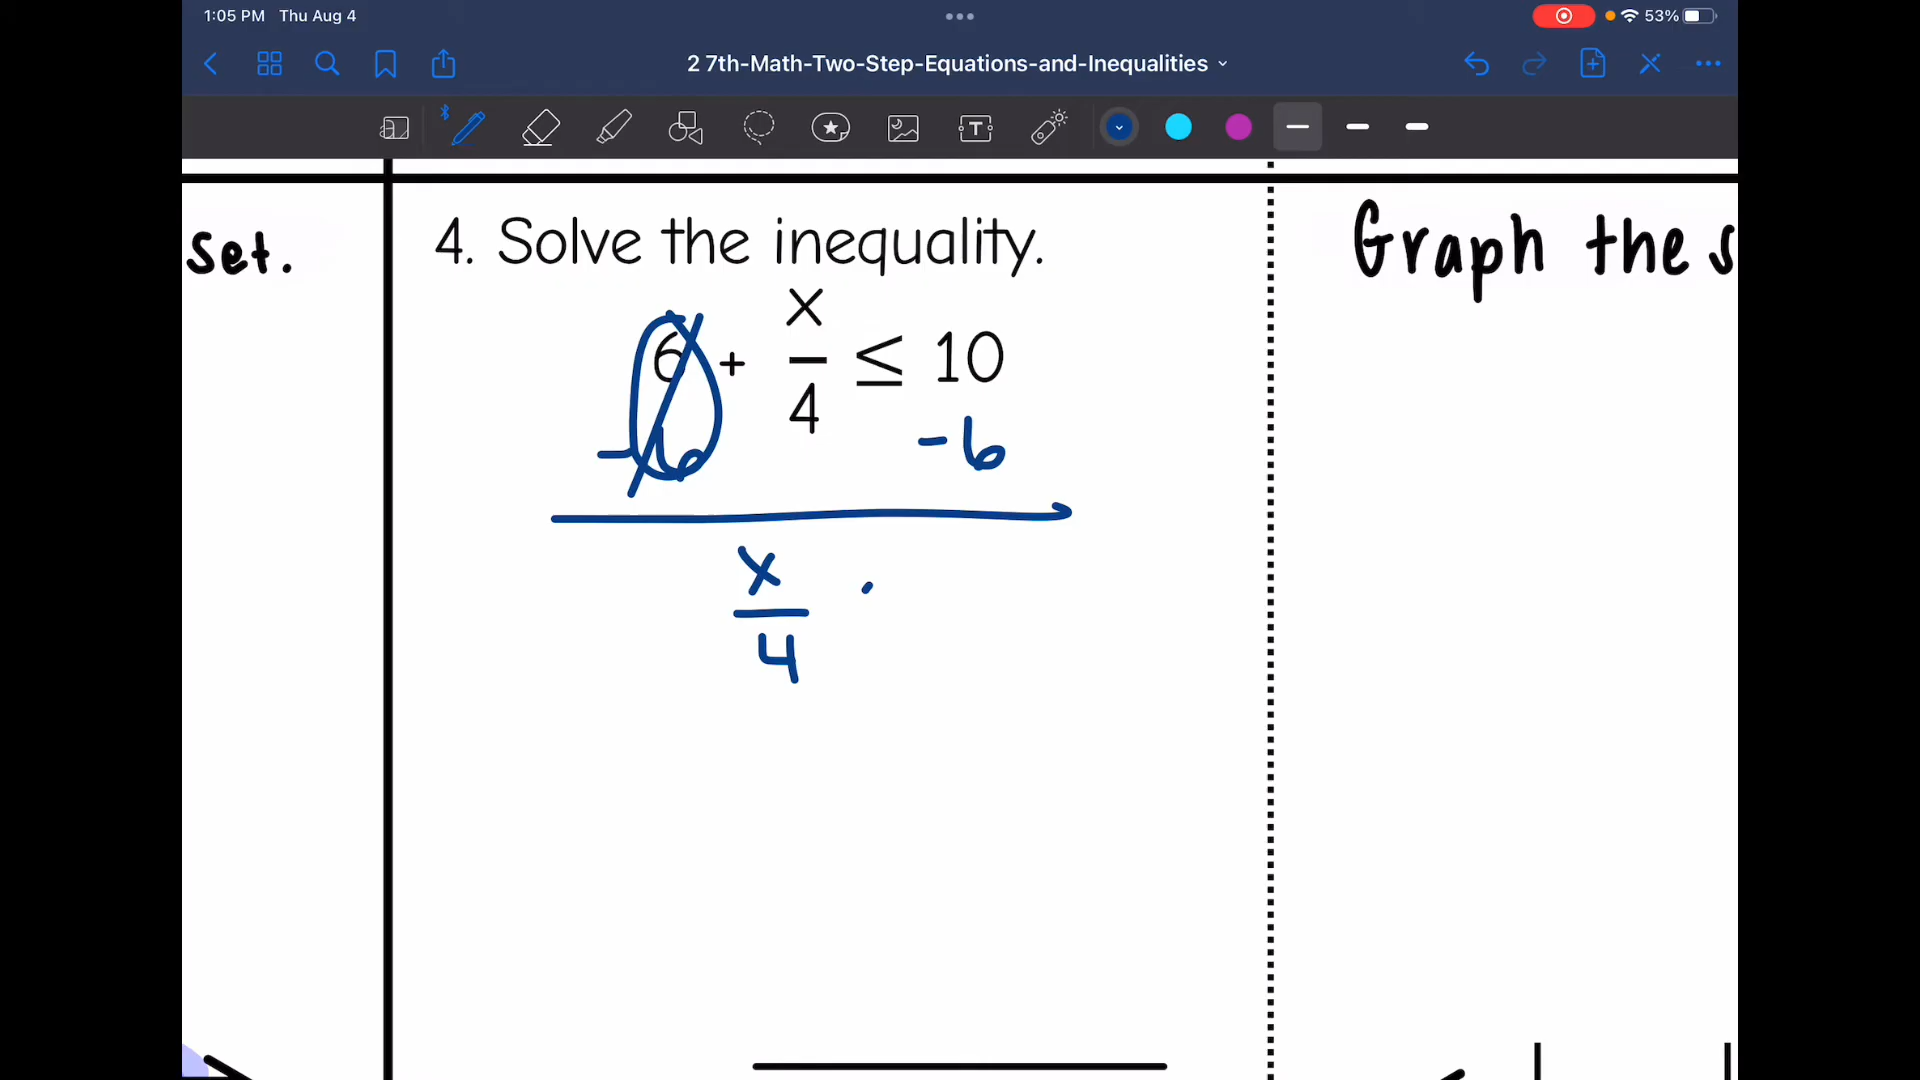 1:05 PM Thu Aug 4
53%
2 7th-Math-Two-Step-Equations-and-Inequalities
set.
4. Solve the inequality.
Graph the s
6 + x/4 ≤ 10
-6 -6
x/4